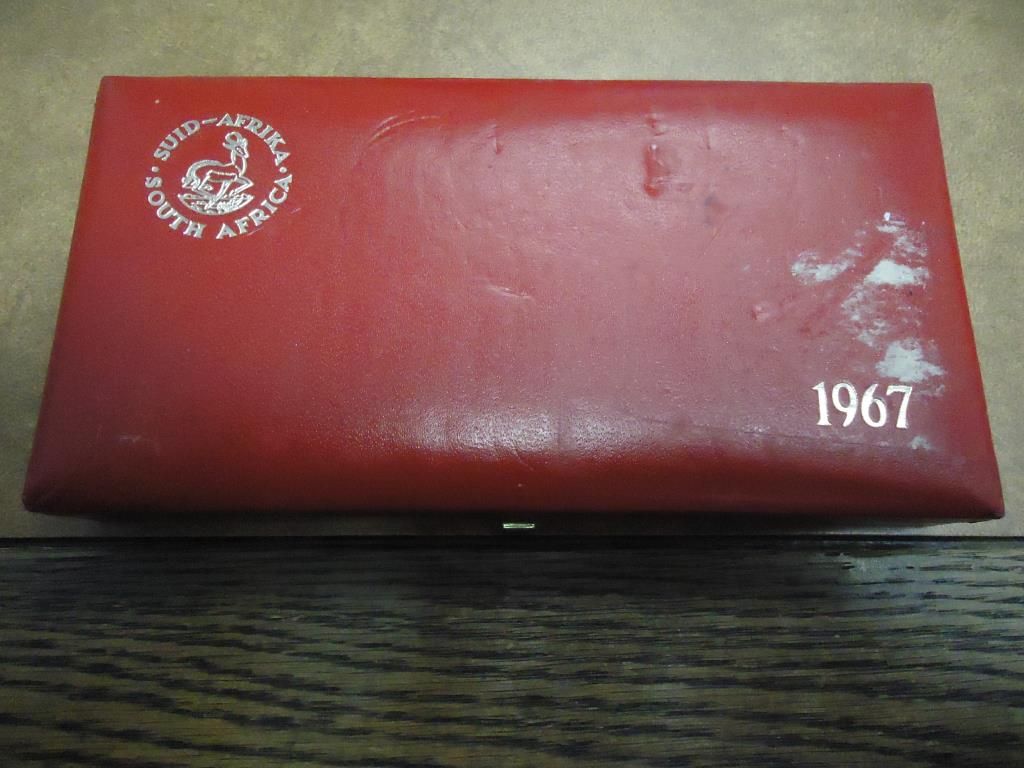 · SUID–AFRIKA ·
SOUTH AFRICA
1967